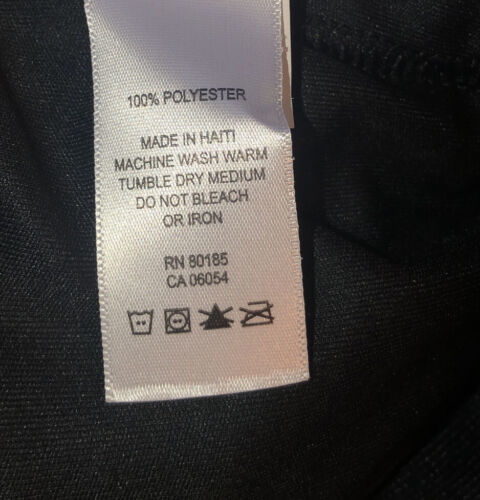 100% POLYESTER
MADE IN HAITI
MACHINE WASH WARM
TUMBLE DRY MEDIUM
DO NOT BLEACH
OR IRON
RN 80185
CA 06054